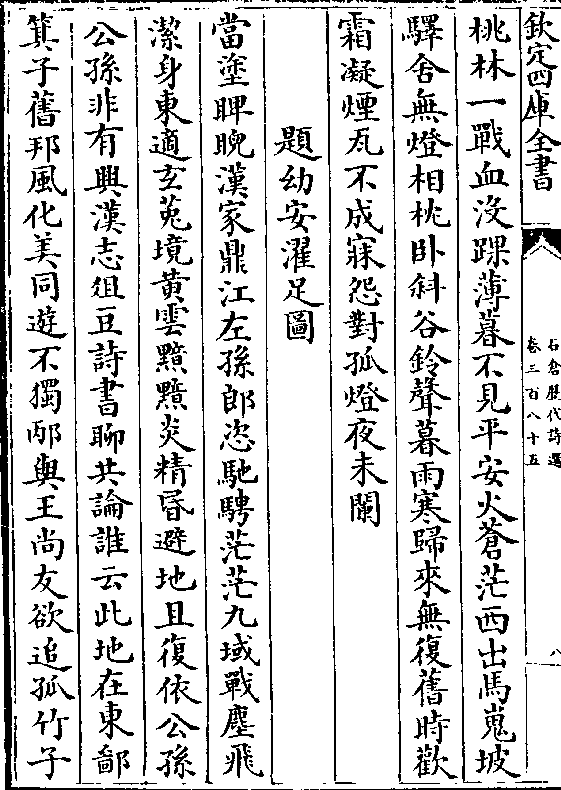 欽定四庫全書
石倉歷代詩選
卷三百八十五
八
桃林一戰血沒踝薄暮不見平安火蒼茫西出馬嵬坡
驛舍無燈相枕卧斜谷鈴聲暮雨寒歸來無復舊時歡
霜凝煙瓦不成寐怨對孤燈夜未闌
題幼安濯足圖
當塗睥睨漢家鼎江左孫郎恣馳騁茫茫九域戰塵飛
潔身東適玄菟境黄雲黯黯炎精昏避地且復依公孫
公孫非有興漢志俎豆詩書聊共論誰云此地在東鄙
箕子舊邦風化美同遊不獨邴與王尚友欲追孤竹子